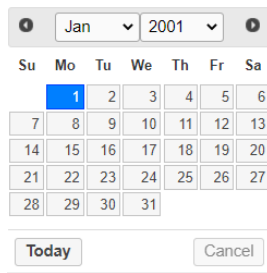 Jan 2001
Su Mo Tu We Th Fr Sa
1 2 3 4 5 6
7 8 9 10 11 12 13
14 15 16 17 18 19 20
21 22 23 24 25 26 27
28 29 30 31
Today Cancel